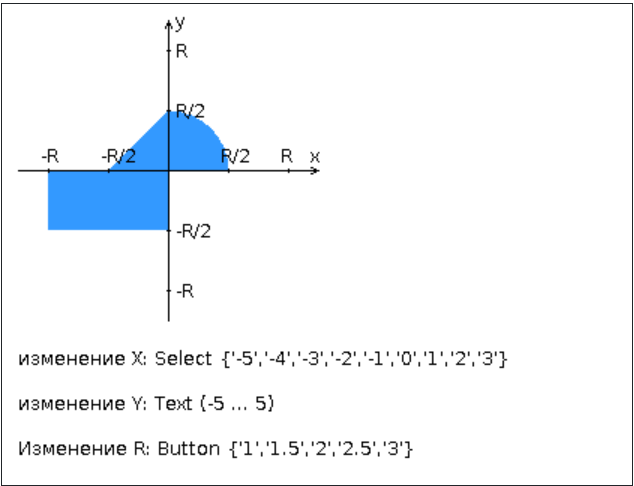 y
R
R/2
-R -R/2 R/2 R x
-R/2
-R
изменение X: Select {'-5','-4','-3','-2','-1','0','1','2','3'}
изменение Y: Text (-5 ... 5)
Изменение R: Button {'1','1.5','2','2.5','3'}